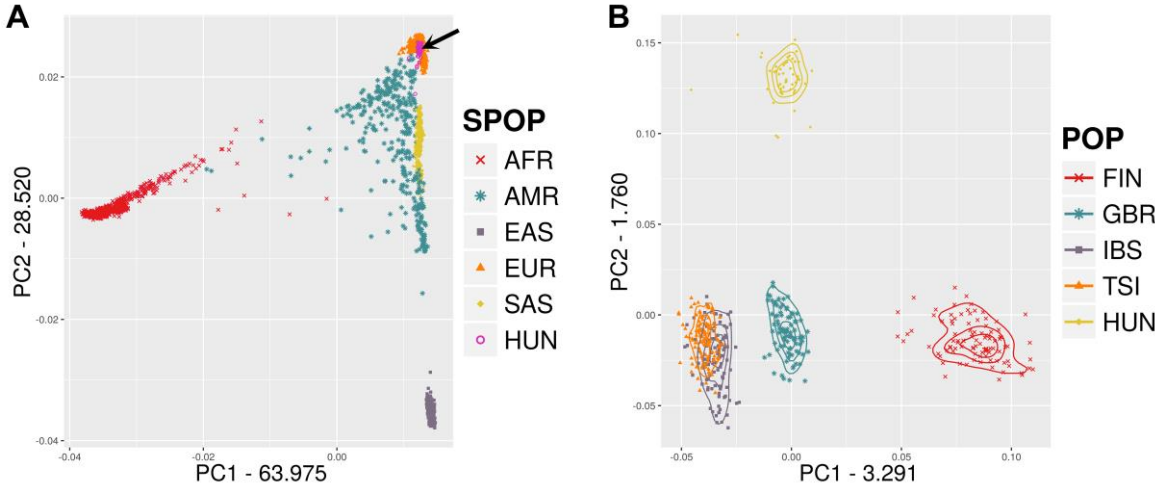 A
PC2 - 28.520
0.02
0.00
-0.02
-0.04
-0.04
-0.02
0.00
PC1 - 63.975
SPOP
AFR
AMR
EAS
EUR
SAS
HUN
B
PC2 - 1.760
0.15
0.10
0.05
0.00
-0.05
-0.05
0.00
0.05
0.10
PC1 - 3.291
POP
FIN
GBR
IBS
TSI
HUN